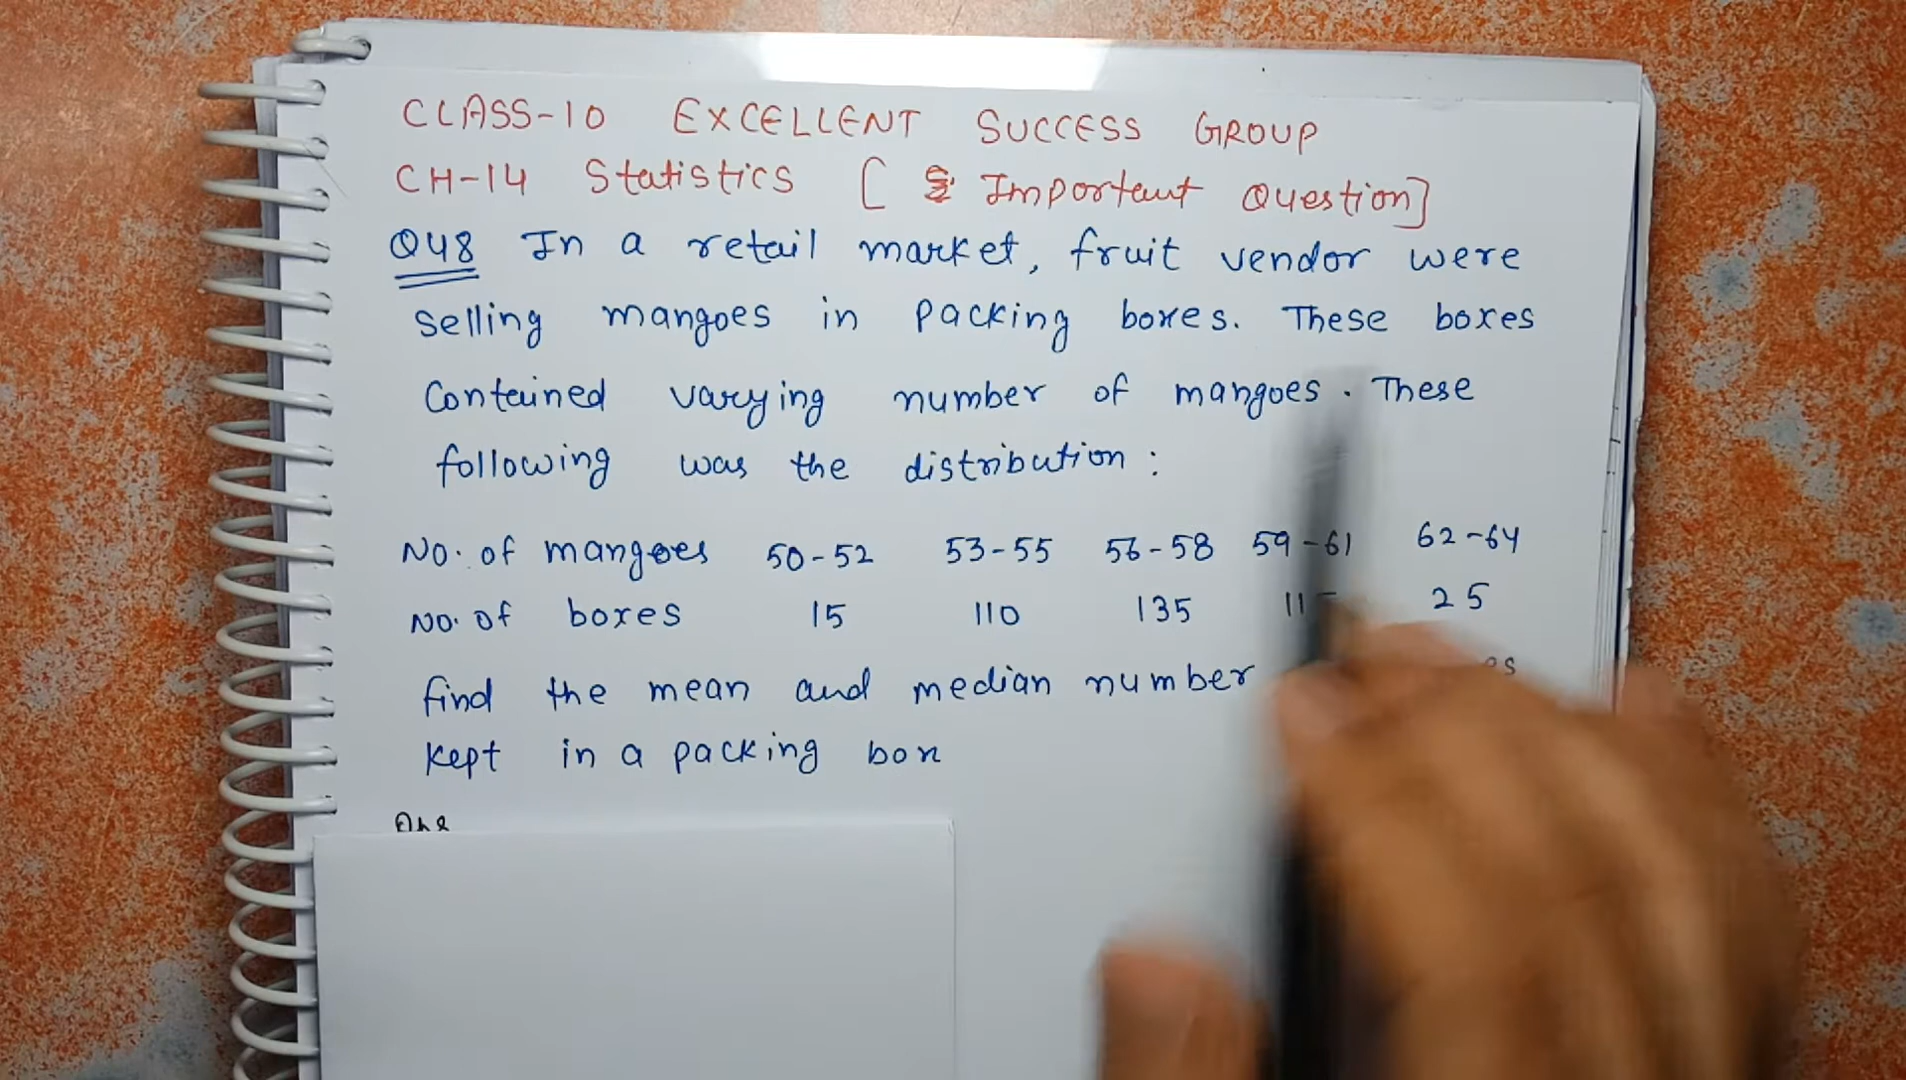 CLASS-10 EXCELLENT SUCCESS GROUP
CH-14 Statistics [ Important Question]
Q48 In a retail market, fruit vendor were
selling mangoes in packing boxes. These boxes
Contained varying number of mangoes. These
following was the distribution:
No. of mangoes 50-52 53-55 56-58 59-61 62-64
No. of boxes 15 110 135 25
find the mean and median number
kept in a packing box